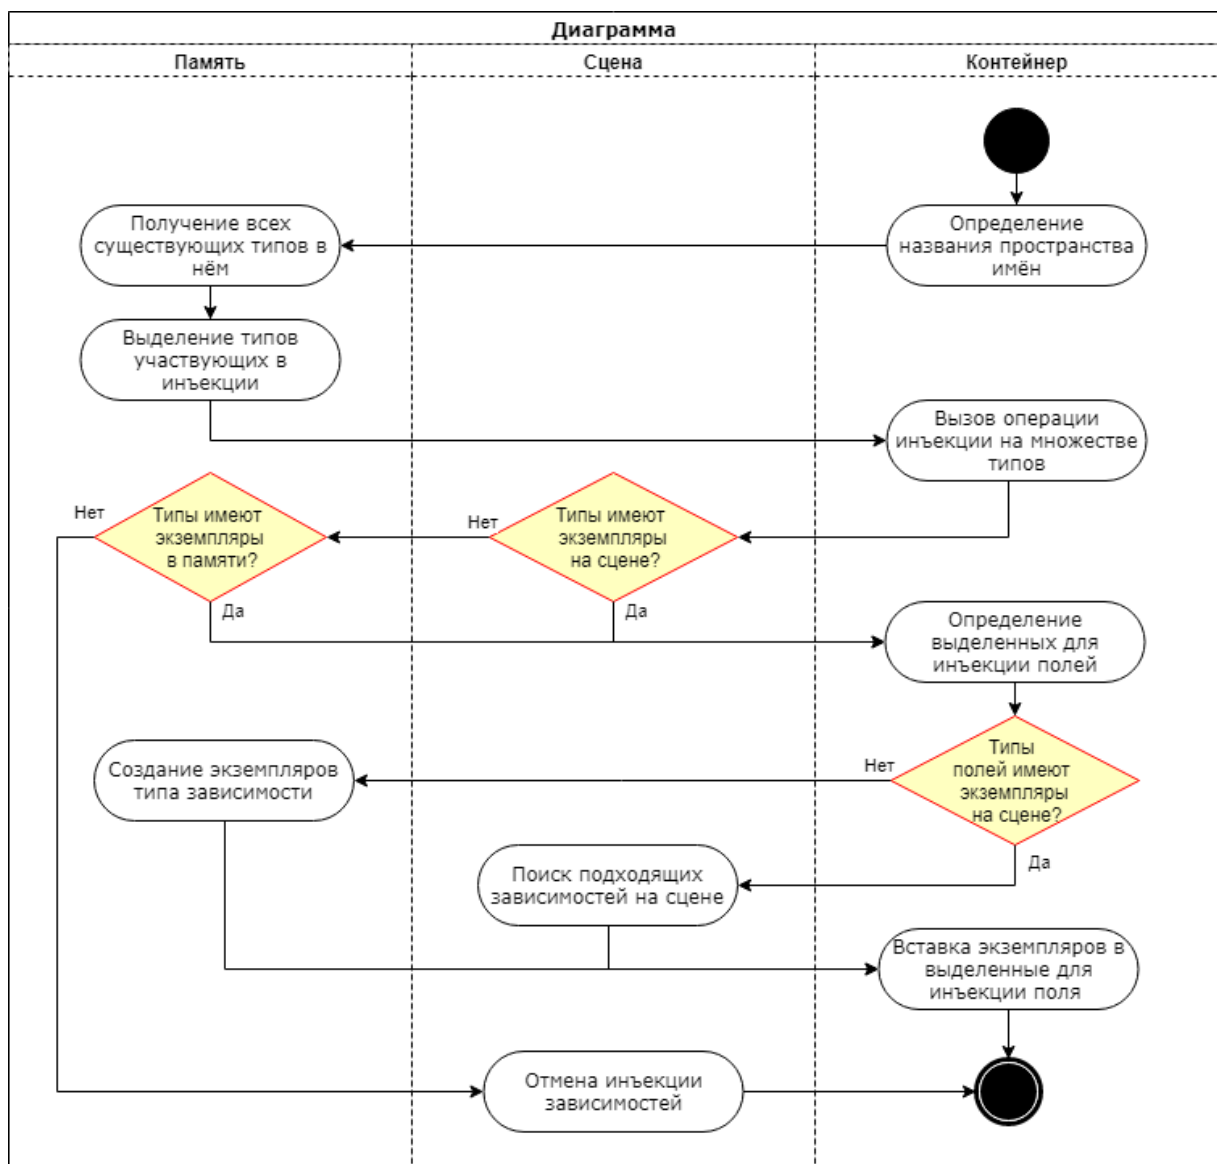 Диаграмма
Память
Сцена
Контейнер
Получение всех
существующих типов в
нём
Определение
названия пространства
имён
Выделение типов
участвующих в
инъекции
Вызов операции
инъекции на множестве
типов
Нет
Типы имеют
экземпляры
в памяти?
Да
Нет
Типы имеют
экземпляры
на сцене?
Да
Определение
выделенных для
инъекции полей
Создание экземпляров
типа зависимости
Нет
Типы
полей имеют
экземпляры
на сцене?
Да
Поиск подходящих
зависимостей на сцене
Вставка экземпляров в
выделенные для
инъекции поля
Отмена инъекции
зависимостей